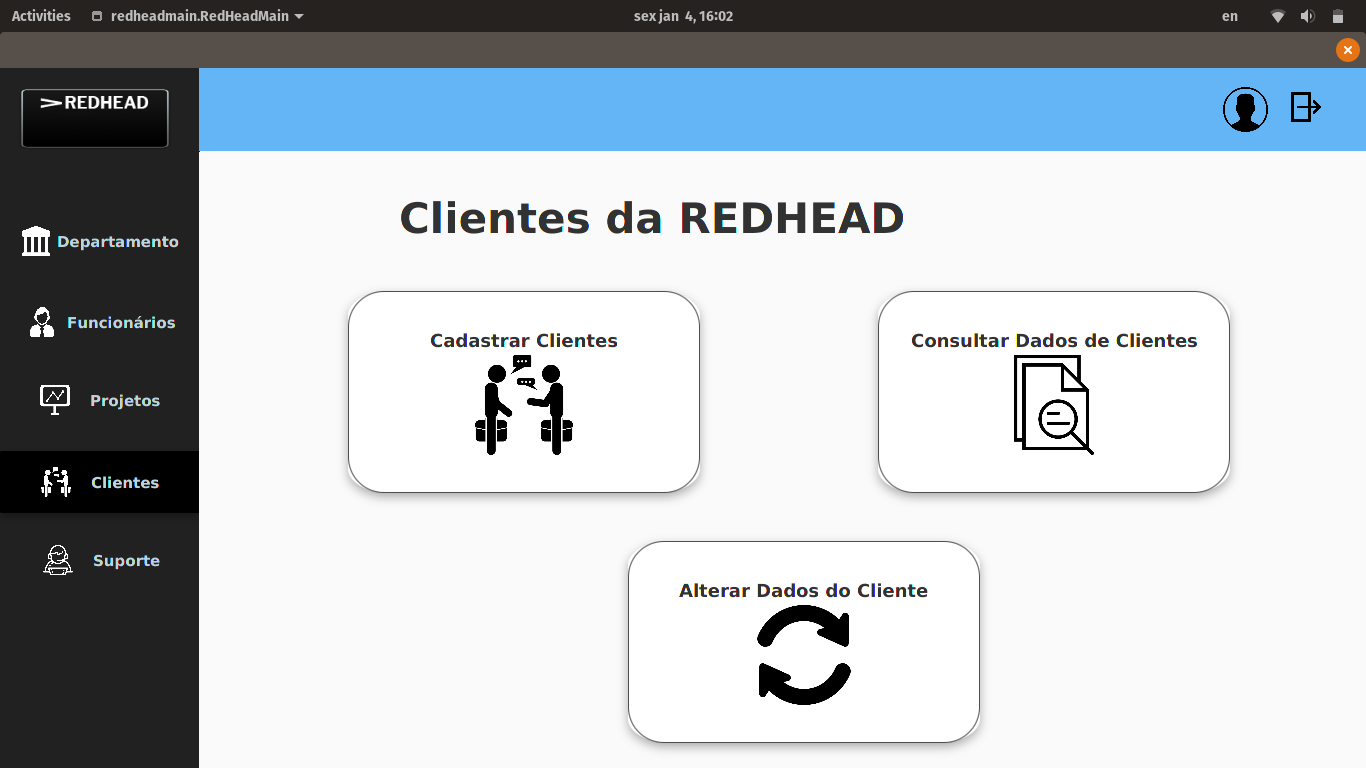 Activities redheadmain.RedHeadMain sex jan 4, 16:02 en
>REDHEAD
Clientes da REDHEAD
Departamento
Funcionários
Projetos
Clientes
Suporte
Cadastrar Clientes
Consultar Dados de Clientes
Alterar Dados do Cliente